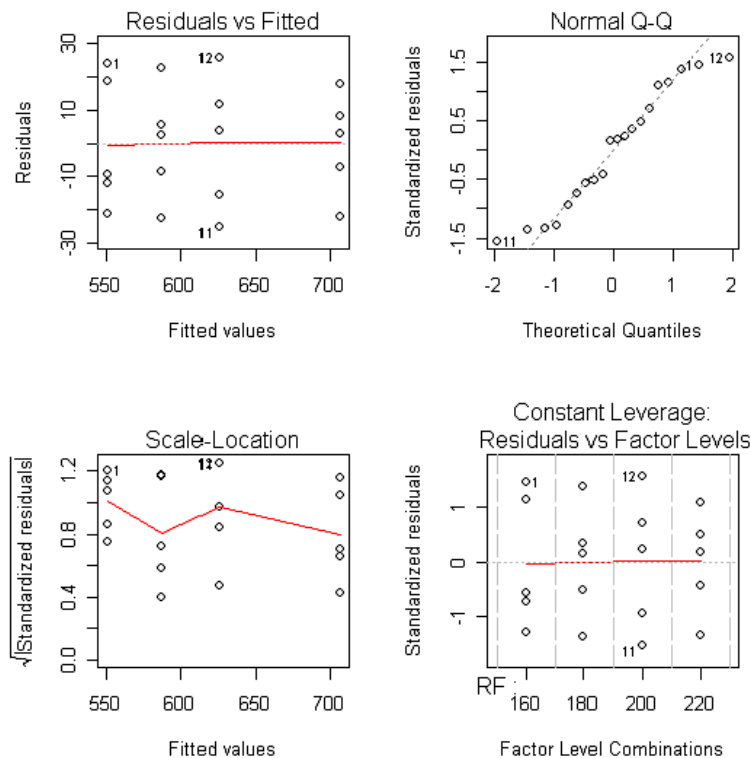 Residuals vs Fitted
Residuals
30
10
-10
-30
1
12
11
550 600 650 700
Fitted values
Normal Q-Q
Standardized residuals
1.5
0.5
-0.5
-1.5
1 12
11
-2 -1 0 1 2
Theoretical Quantiles
Scale-Location
√|Standardized residuals|
1.2
0.8
0.4
0.0
1
550 600 650 700
Fitted values
Constant Leverage:
Residuals vs Factor Levels
Standardized residuals
1
0
-1
1
12
11
RF :
160 180 200 220
Factor Level Combinations